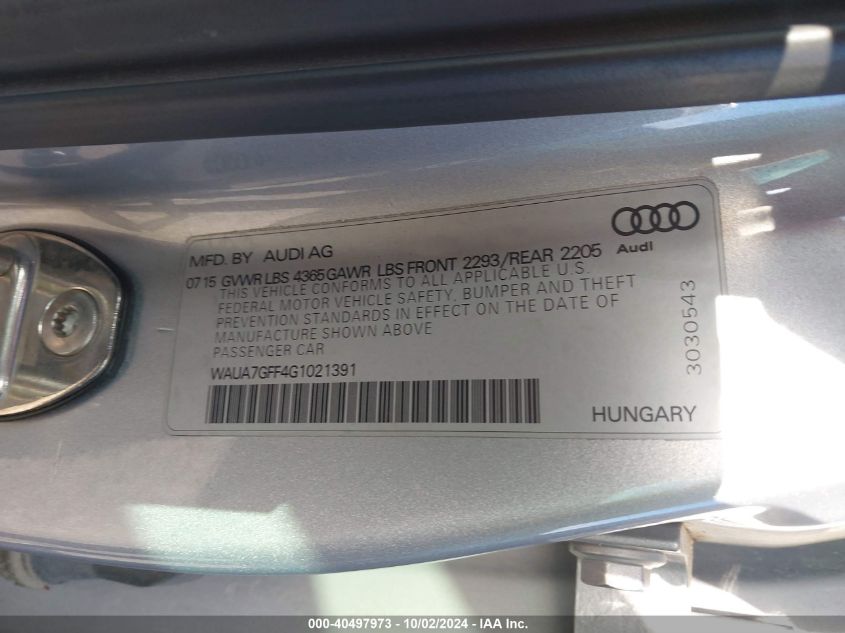 MFD. BY AUDI AG
Audi
07 15 GVWR LBS 4365 GAWR LBS FRONT 2293/REAR 2205
THIS VEHICLE CONFORMS TO ALL APPLICABLE U.S.
FEDERAL MOTOR VEHICLE SAFETY, BUMPER AND THEFT
PREVENTION STANDARDS IN EFFECT ON THE DATE OF
MANUFACTURE SHOWN ABOVE
PASSENGER CAR
WAUA7GFF4G1021391
3030543
HUNGARY
000-40497973 - 10/02/2024 - IAA Inc.